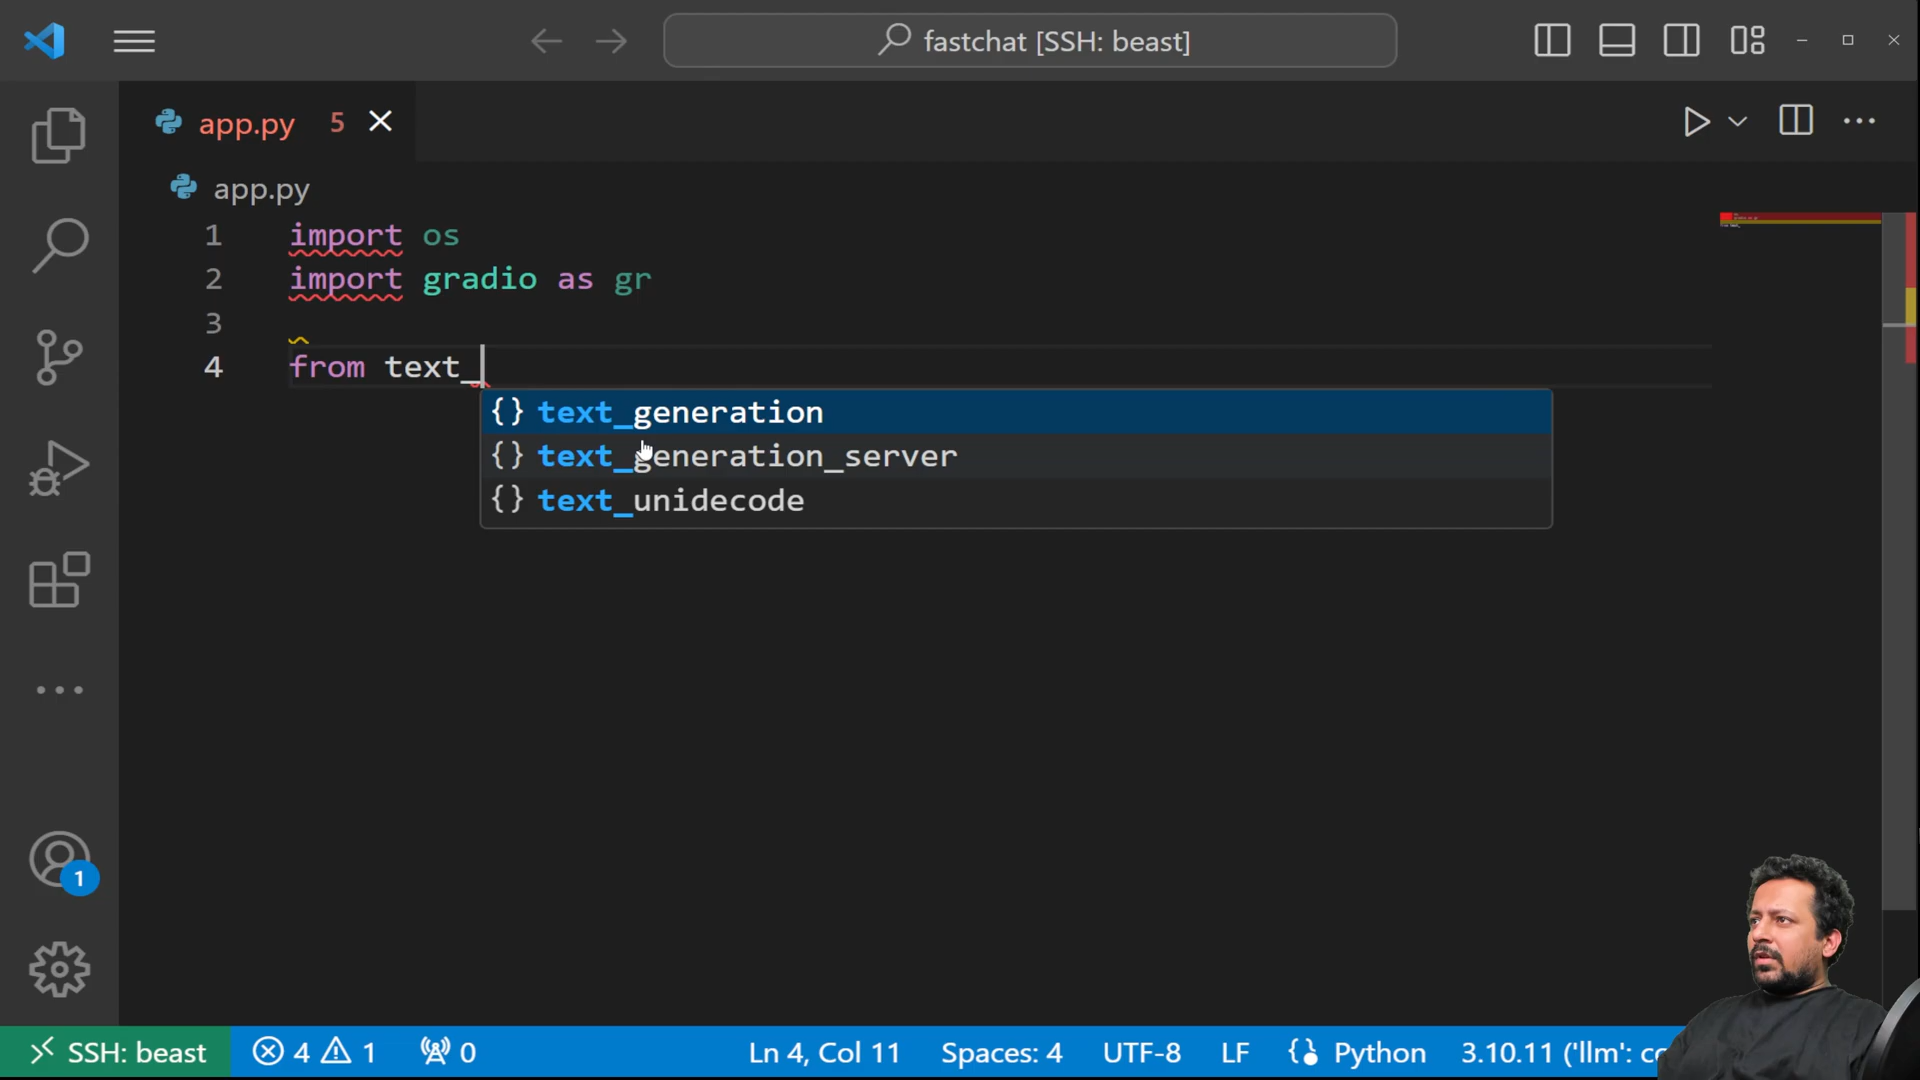 fastchat [SSH: beast]
app.py 5
app.py
1 import os
2 import gradio as gr
3
4 from text_
{} text_generation
{} text_generation_server
{} text_unidecode
1
SSH: beast 4 1 0 Ln 4, Col 11 Spaces: 4 UTF-8 LF Python 3.10.11 ('llm':